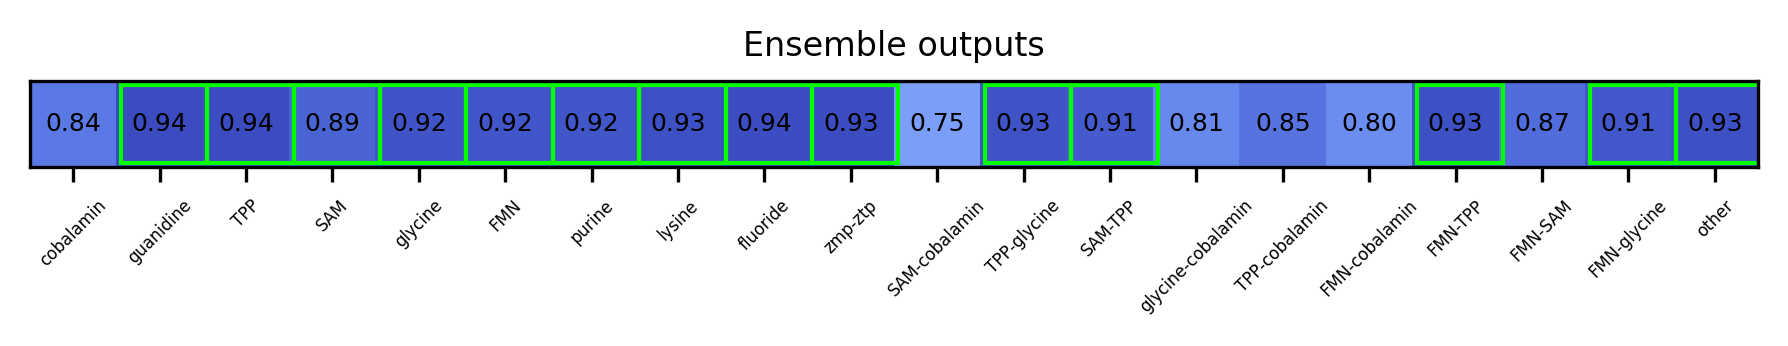 Ensemble outputs
0.84 0.94 0.94 0.89 0.92 0.92 0.92 0.93 0.94 0.93 0.75 0.93 0.91 0.81 0.85 0.80 0.93 0.87 0.91 0.93
cobalamin guanidine TPP SAM glycine FMN purine lysine fluoride zmp-ztp SAM-cobalamin TPP-glycine SAM-TPP glycine-cobalamin TPP-cobalamin FMN-cobalamin FMN-TPP FMN-SAM FMN-glycine other